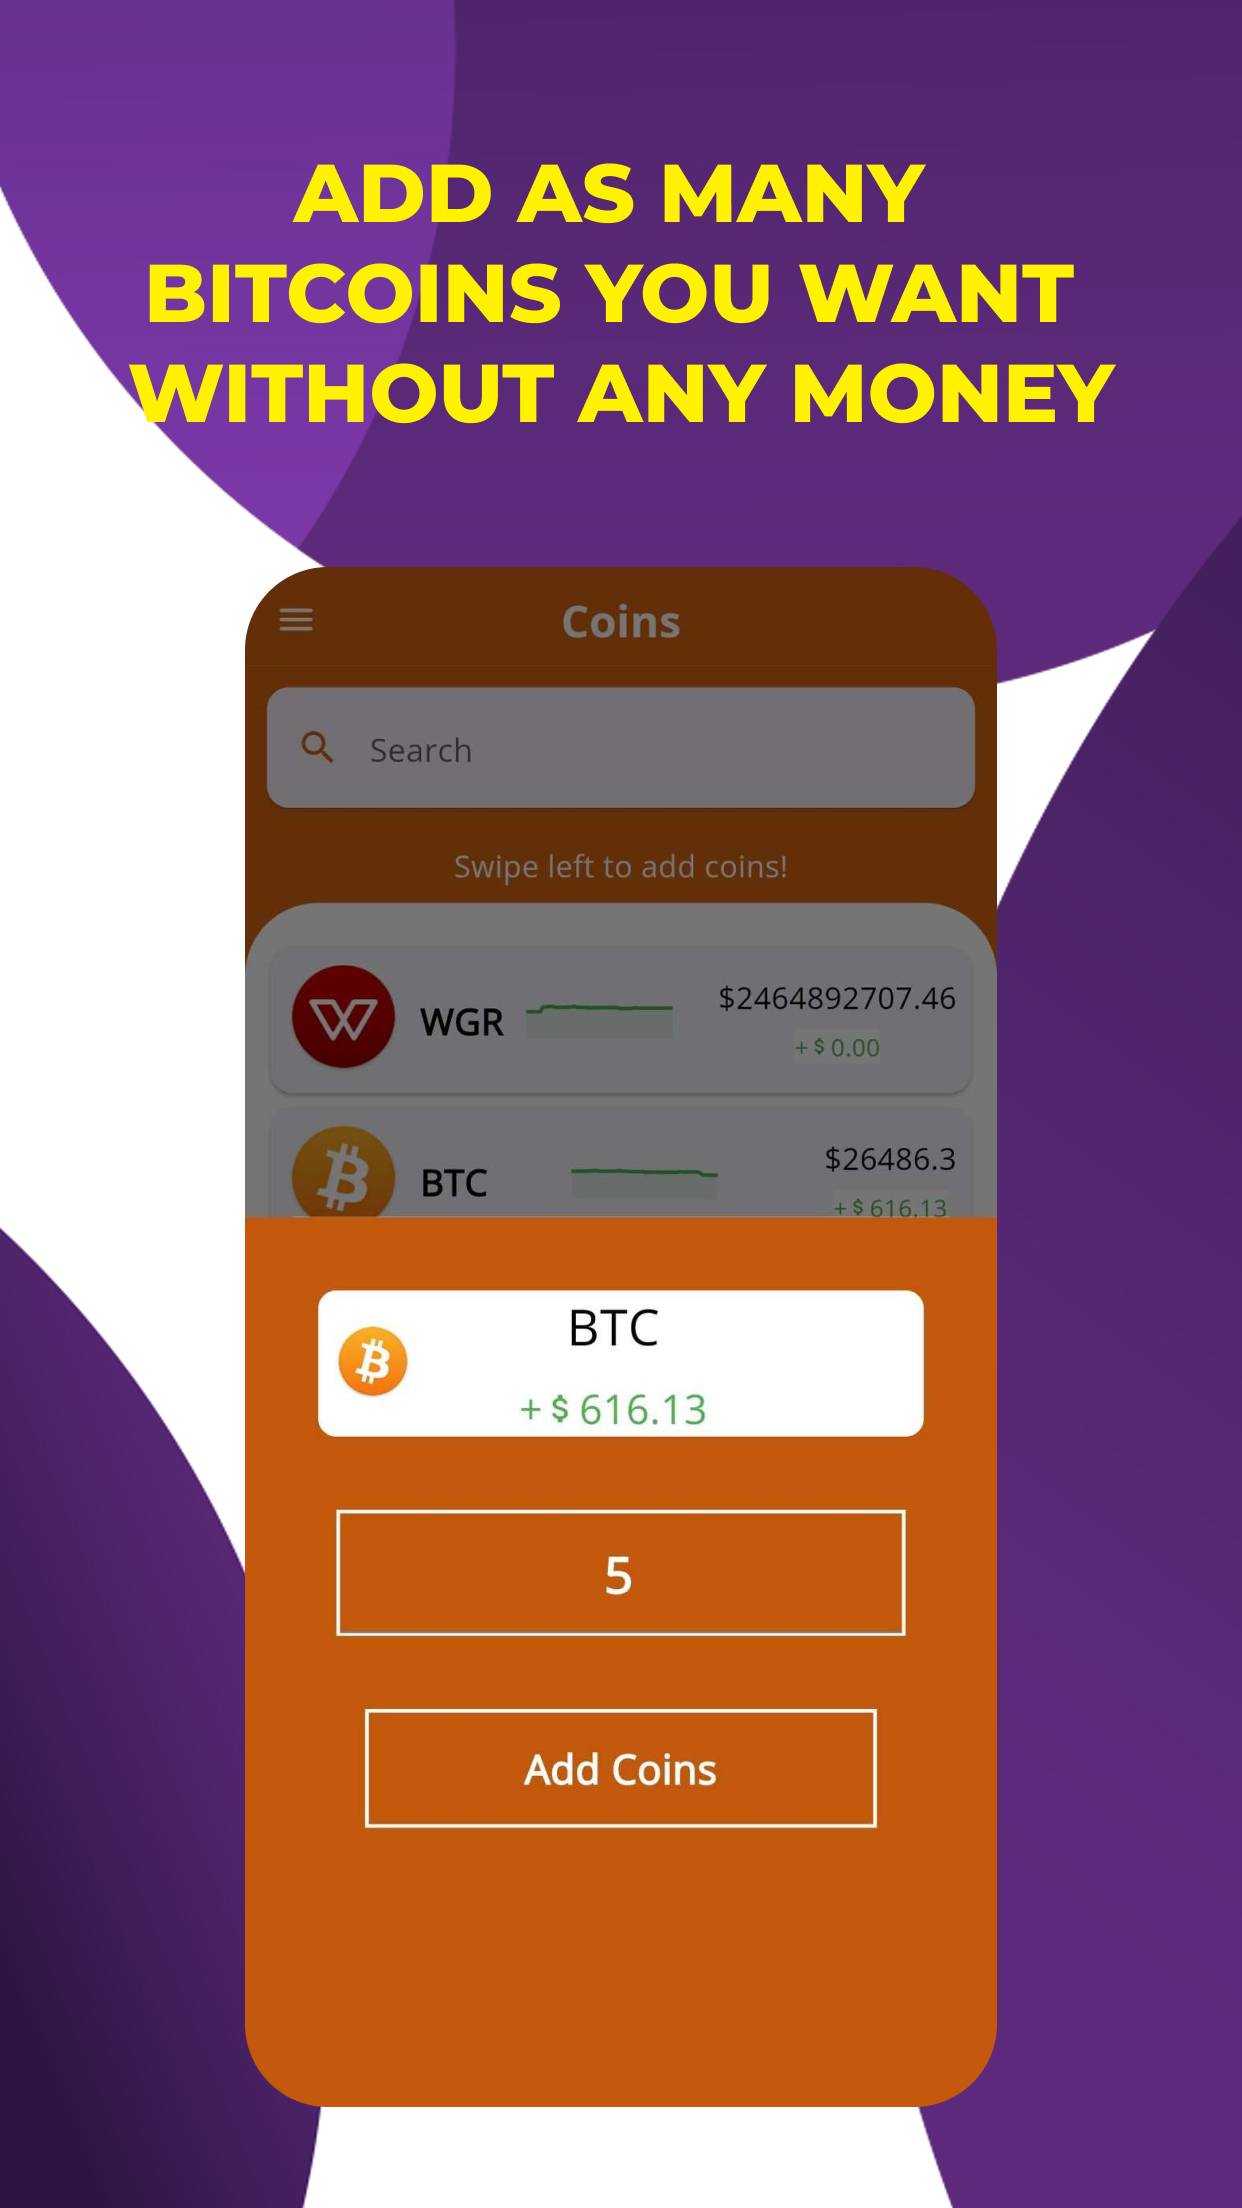 ADD AS MANY
BITCOINS YOU WANT
WITHOUT ANY MONEY
Coins
Search
Swipe left to add coins!
WGR
$2464892707.46
+ $ 0.00
BTC
$26486.3
+ $ 616.13
BTC
+ $ 616.13
5
Add Coins